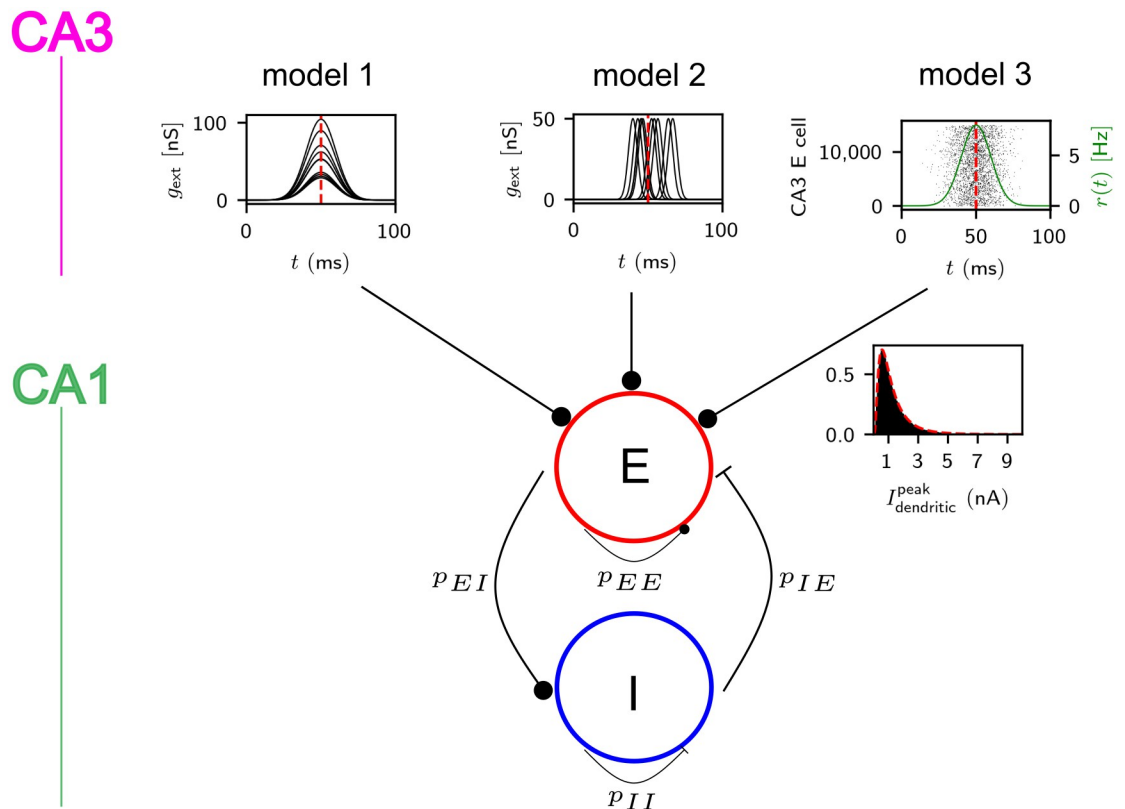 CA3
model 1
model 2
model 3
g_ext [nS]
100
0
0
100
t (ms)
g_ext [nS]
50
0
0
100
t (ms)
CA3 E cell
10,000
0
5
0
r(t) [Hz]
0
50
100
t (ms)
CA1
0.5
0.0
1 3 5 7 9
I_dendritic^peak (nA)
E
p_EI
p_EE
p_IE
I
p_II